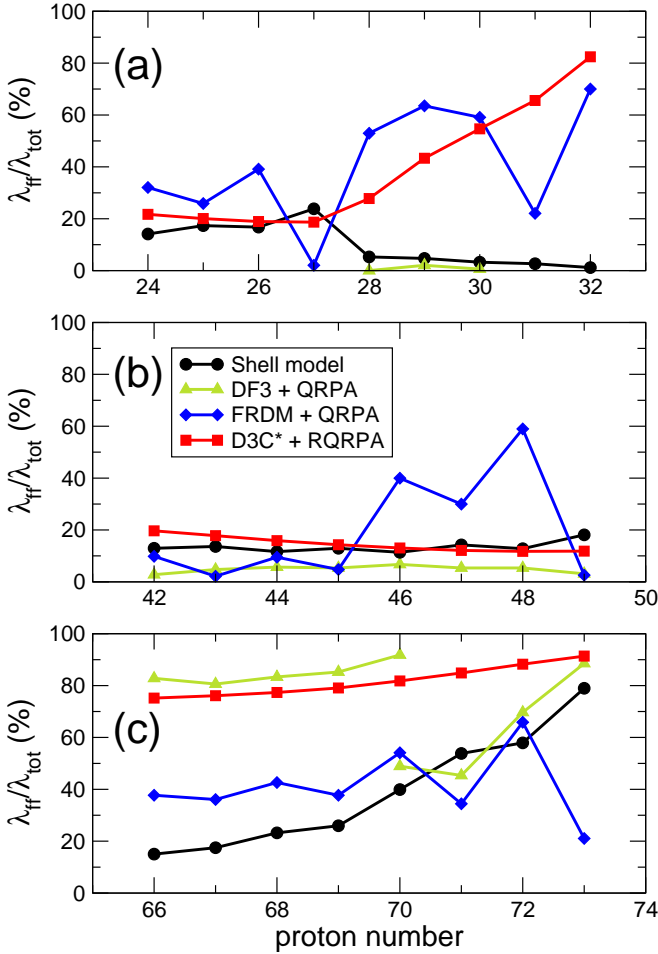 100
80
60
40
20
0
λff/λtot (%)
(a)
24 26 28 30 32
100
80
60
40
20
0
λff/λtot (%)
(b)
Shell model
DF3 + QRPA
FRDM + QRPA
D3C* + RQRPA
42 44 46 48 50
100
80
60
40
20
0
λff/λtot (%)
(c)
66 68 70 72 74
proton number